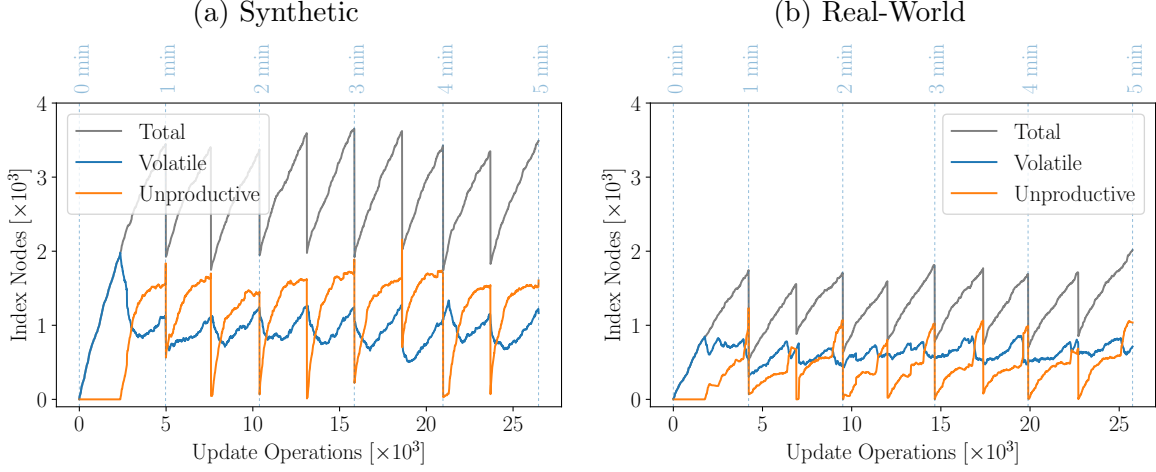 (a) Synthetic
0 min
1 min
2 min
3 min
4 min
5 min
4
3
2
1
0
Index Nodes [×10³]
Total
Volatile
Unproductive
0
5
10
15
20
25
Update Operations [×10³]
(b) Real-World
0 min
1 min
2 min
3 min
4 min
5 min
4
3
2
1
0
Index Nodes [×10³]
Total
Volatile
Unproductive
0
5
10
15
20
25
Update Operations [×10³]